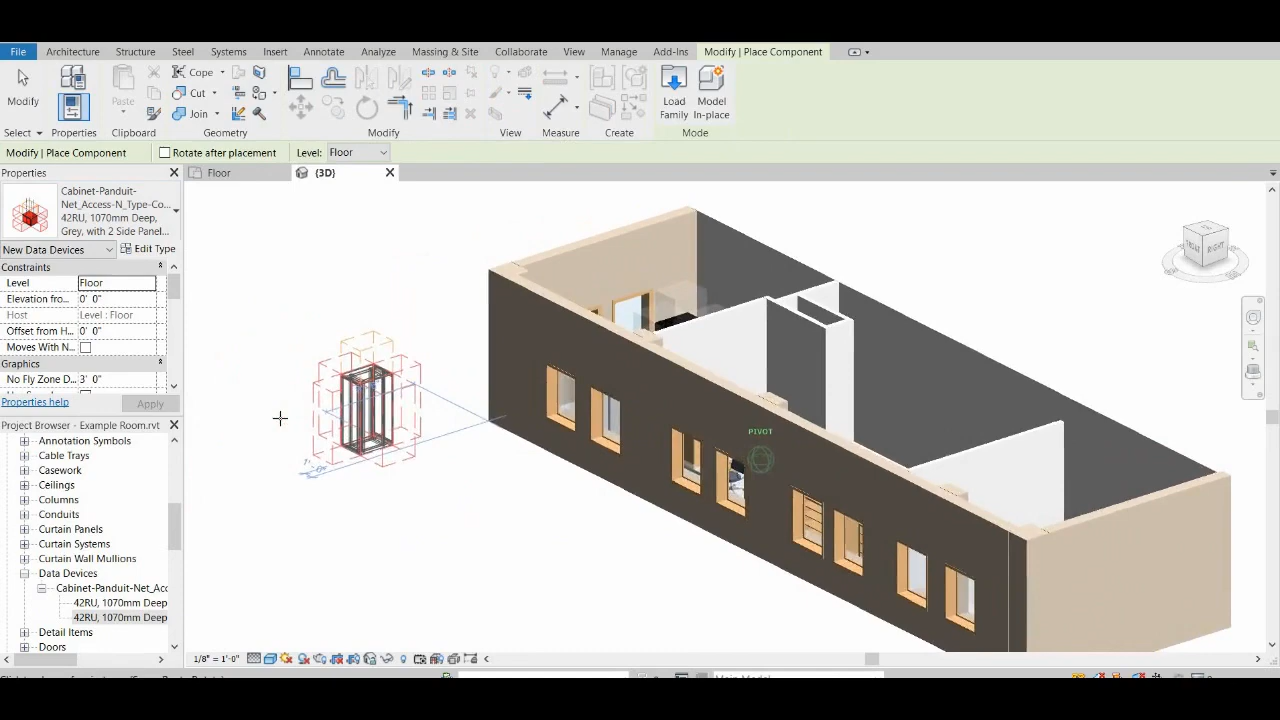 File Architecture Structure Steel Systems Insert Annotate Analyze Massing & Site Collaborate View Manage Add-Ins Modify | Place Component
Modify Paste Cope Cut Join Load Family Model In-place
Select Properties Clipboard Geometry Modify View Measure Create Mode
Modify | Place Component Rotate after placement Level: Floor
Properties Floor {3D}
Cabinet-Panduit-
Net_Access-N_Type-Co...
42RU, 1070mm Deep,
Grey, with 2 Side Panel...
New Data Devices Edit Type
Constraints
Level Floor
Elevation fro... 0' 0"
Host Level : Floor
Offset from H... 0' 0"
Moves With N...
Graphics
No Fly Zone D... 3' 0"
Properties help Apply
Project Browser - Example Room.rvt
Annotation Symbols
Cable Trays
Casework
Ceilings
Columns
Conduits
Curtain Panels
Curtain Systems
Curtain Wall Mullions
Data Devices
Cabinet-Panduit-Net_Acc
42RU, 1070mm Deep
42RU, 1070mm Deep
Detail Items
Doors
FRONT RIGHT
PIVOT
1/8" = 1'-0"